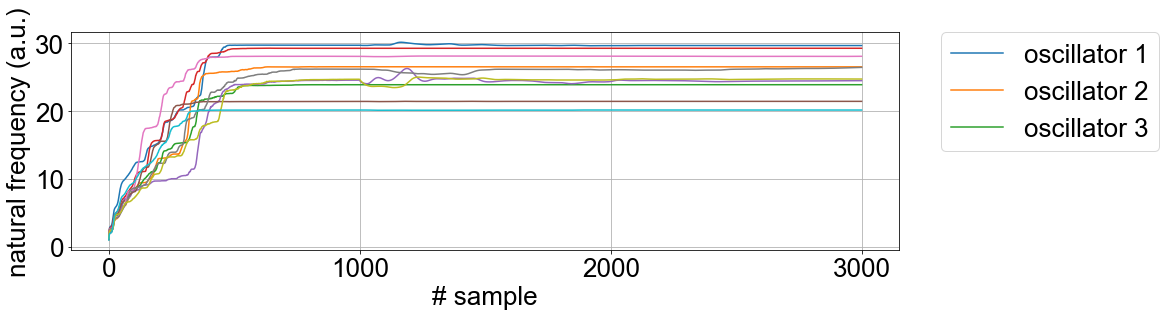 natural frequency (a.u.)
30
20
10
0
0 1000 2000 3000
# sample
oscillator 1
oscillator 2
oscillator 3